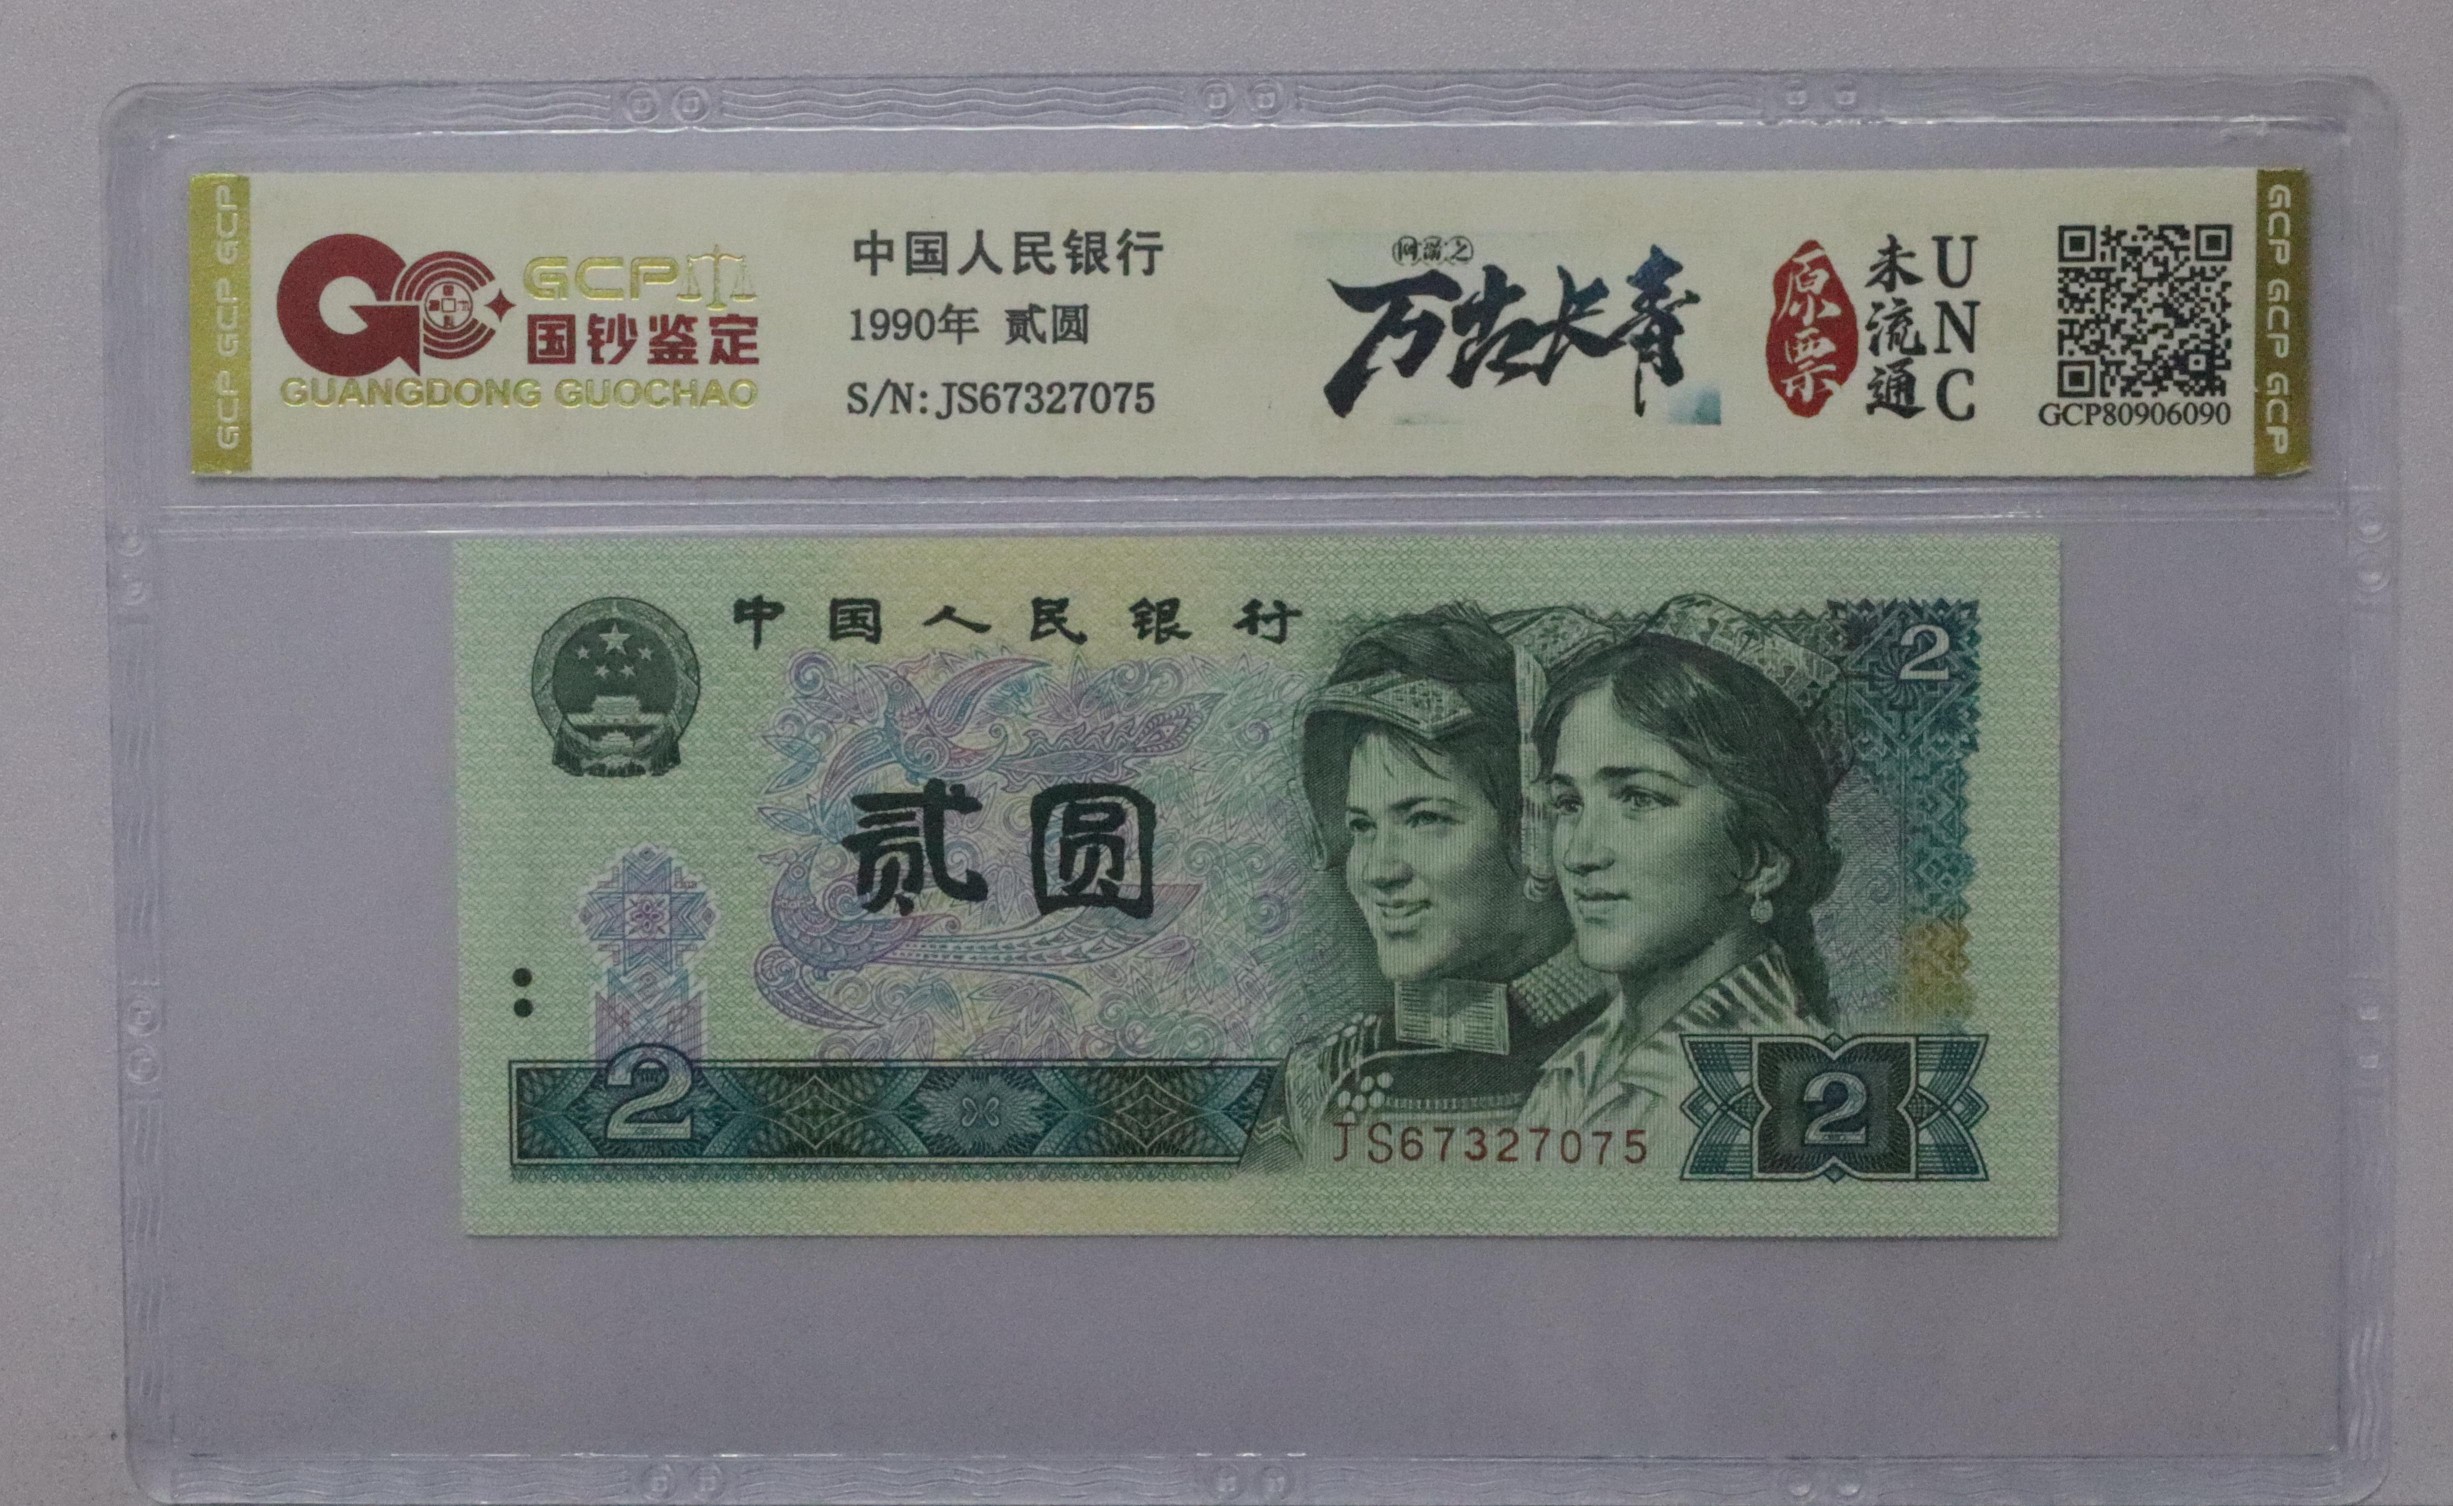 GCP GCP GCP
GCP
国钞鉴定
GUANGDONG GUOCHAO
中国人民银行
1990年 贰圆
S/N: JS67327075
万古长青
原票
未流通
UNC
GCP80906090
GCP GCP GCP
中国人民银行
2
贰圆
2
JS67327075
2